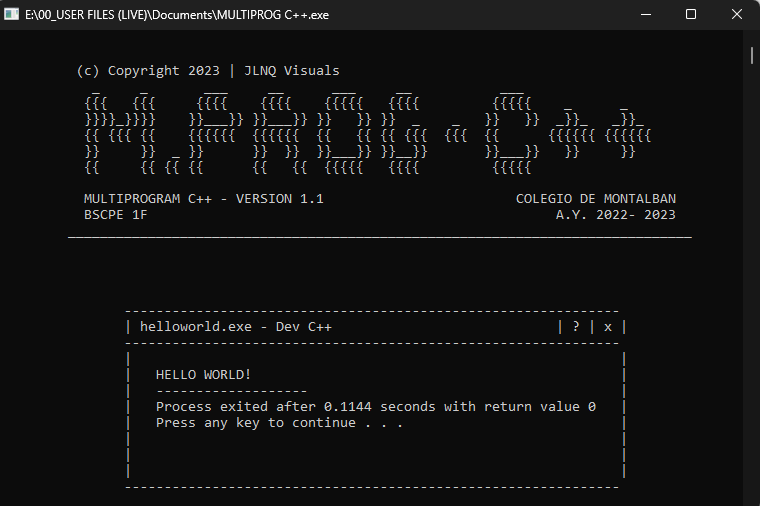 E:\00_USER FILES (LIVE)\Documents\MULTIPROG C++.exe
(c) Copyright 2023 | JLNQ Visuals
M.PROG C++
MULTIPROGRAM C++ - VERSION 1.1 COLEGIO DE MONTALBAN
BSCPE 1F A.Y. 2022- 2023
helloworld.exe - Dev C++ | ? | x |
HELLO WORLD!
-------------------
Process exited after 0.1144 seconds with return value 0
Press any key to continue . . .